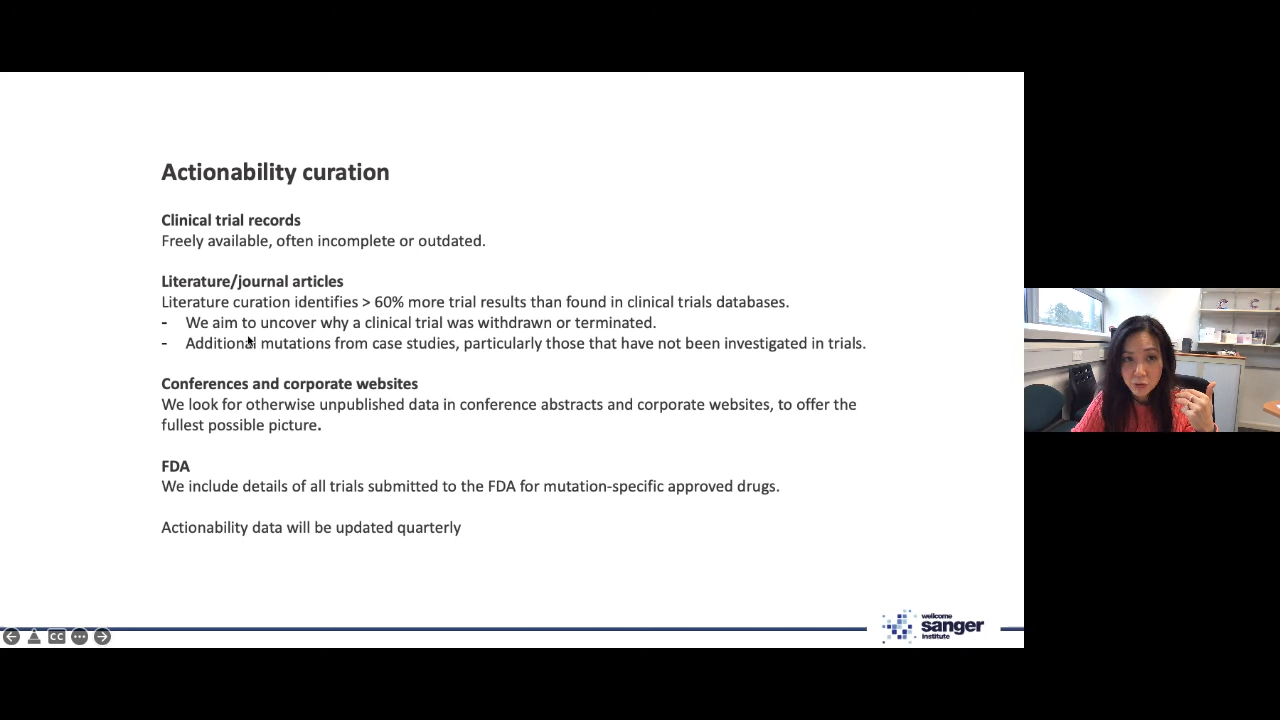 Actionability curation
Clinical trial records
Freely available, often incomplete or outdated.
Literature/journal articles
Literature curation identifies > 60% more trial results than found in clinical trials databases.
- We aim to uncover why a clinical trial was withdrawn or terminated.
- Additional mutations from case studies, particularly those that have not been investigated in trials.
Conferences and corporate websites
We look for otherwise unpublished data in conference abstracts and corporate websites, to offer the
fullest possible picture.
FDA
We include details of all trials submitted to the FDA for mutation-specific approved drugs.
Actionability data will be updated quarterly
CC
wellcome
sanger
institute